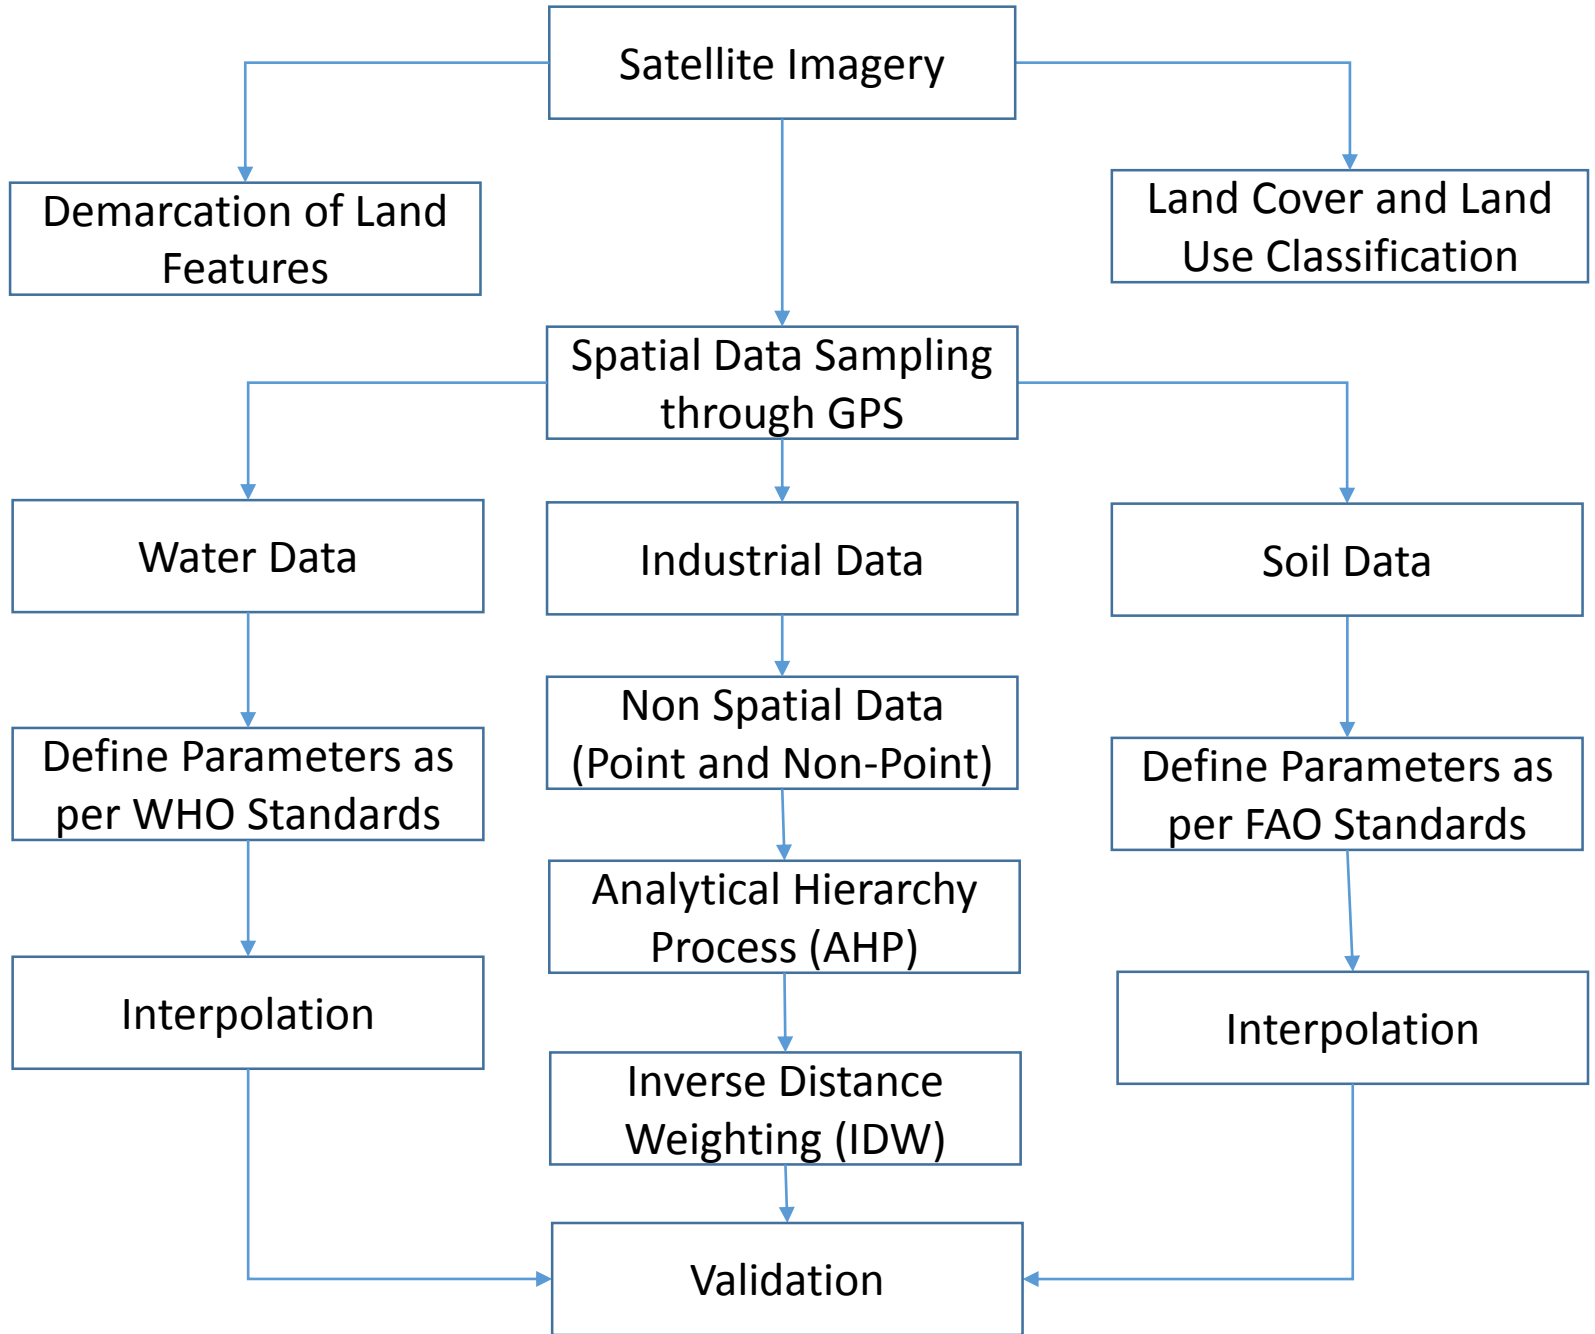 Satellite Imagery
Demarcation of Land
Features
Land Cover and Land
Use Classification
Spatial Data Sampling
through GPS
Water Data
Industrial Data
Soil Data
Non Spatial Data
(Point and Non-Point)
Define Parameters as
per WHO Standards
Define Parameters as
per FAO Standards
Analytical Hierarchy
Process (AHP)
Interpolation
Interpolation
Inverse Distance
Weighting (IDW)
Validation